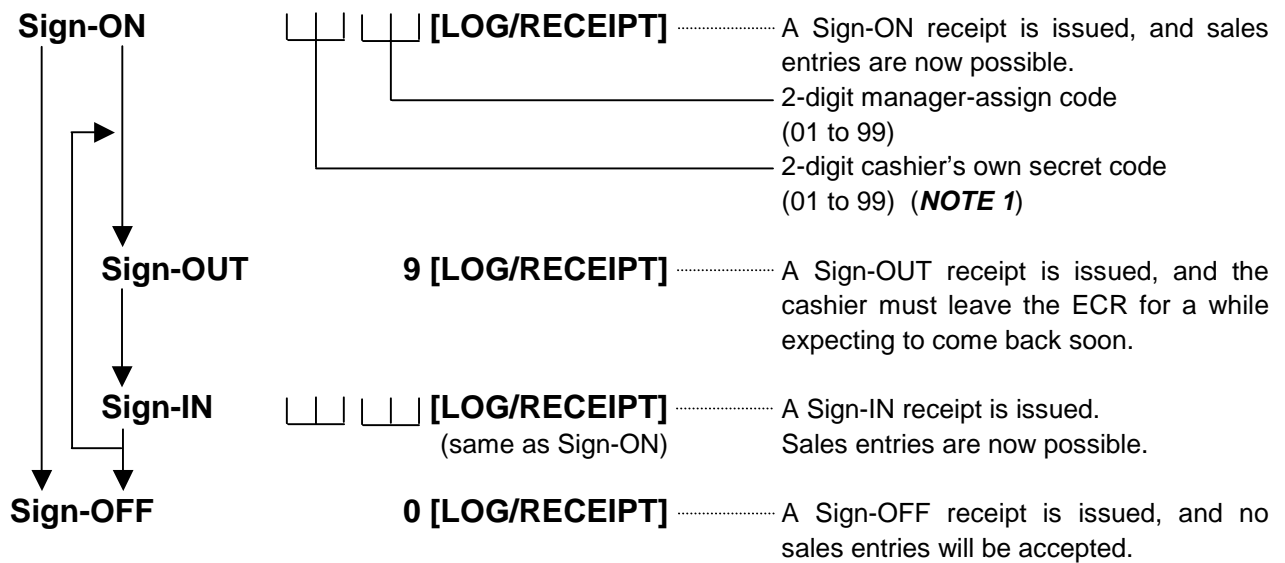 Sign-ON [LOG/RECEIPT] A Sign-ON receipt is issued, and sales
entries are now possible.
2-digit manager-assign code
(01 to 99)
2-digit cashier's own secret code
(01 to 99) (NOTE 1)
Sign-OUT 9 [LOG/RECEIPT] A Sign-OUT receipt is issued, and the
cashier must leave the ECR for a while
expecting to come back soon.
Sign-IN [LOG/RECEIPT] A Sign-IN receipt is issued.
(same as Sign-ON) Sales entries are now possible.
Sign-OFF 0 [LOG/RECEIPT] A Sign-OFF receipt is issued, and no
sales entries will be accepted.